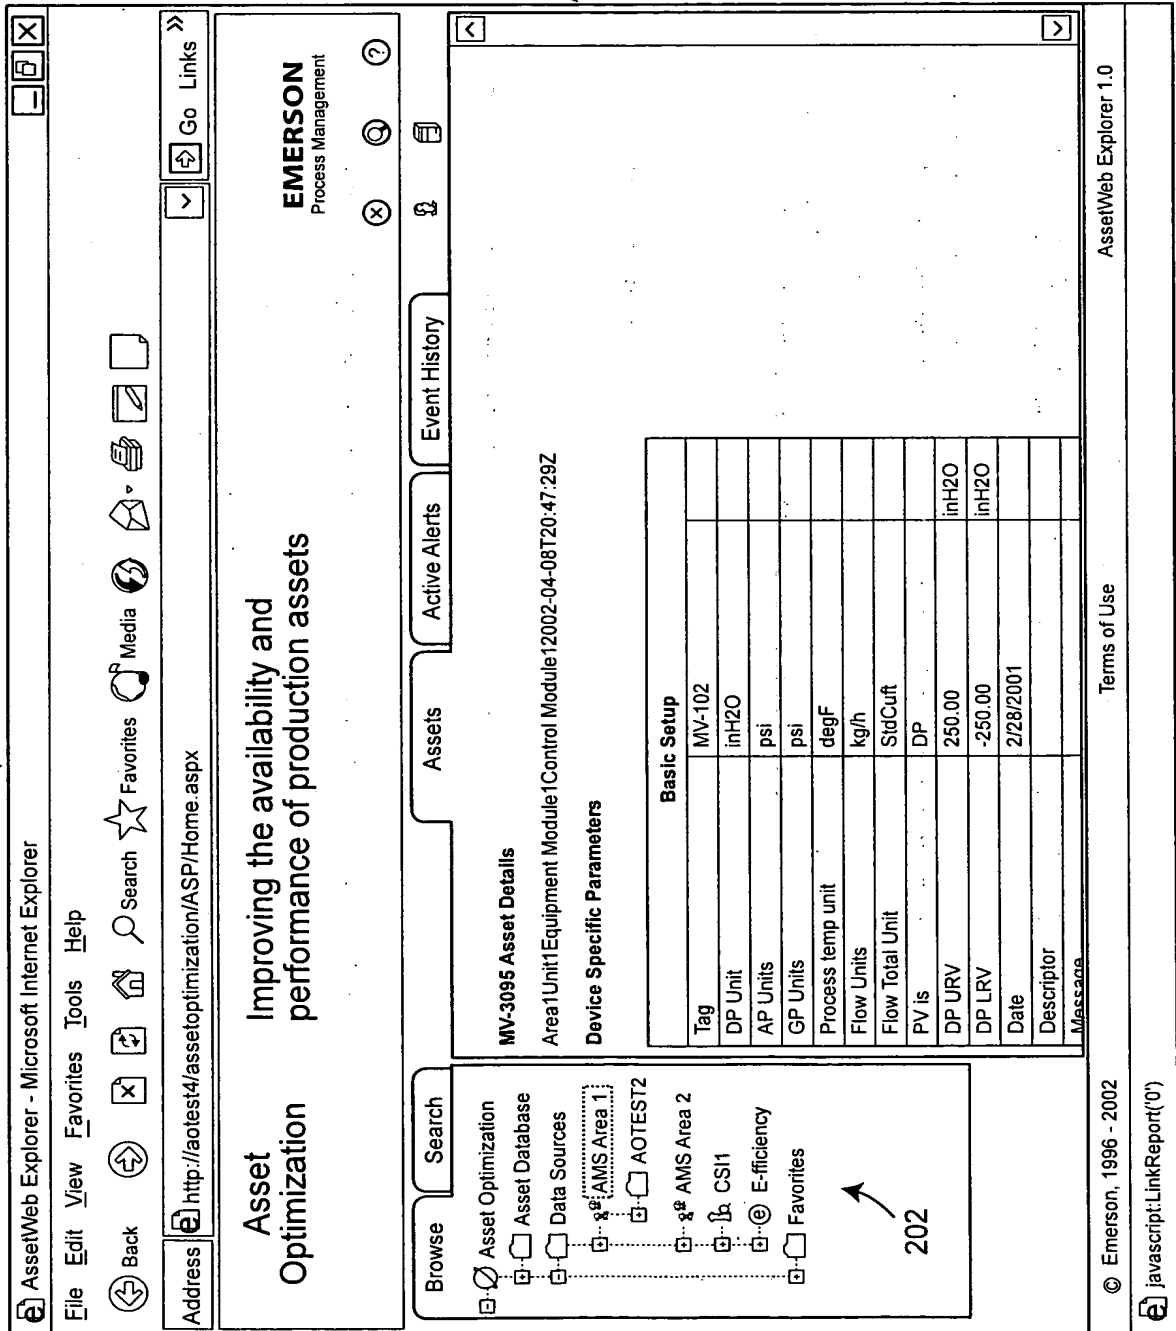 AssetWeb Explorer - Microsoft Internet Explorer
File Edit View Favorites Tools Help
Back Search Favorites Media
Address http://aotest4/assetoptimization/ASP/Home.aspx Go Links »
Asset
Optimization
Improving the availability and
performance of production assets
EMERSON
Process Management
Browse Search
Assets Active Alerts Event History
Asset Optimization
Asset Database
Data Sources
AMS Area 1
AOTEST2
AMS Area 2
CSI1
E-fficiency
Favorites
202
MV-3095 Asset Details
Area1Unit1Equipment Module1Control Module12002-04-08T20:47:29Z
Device Specific Parameters
Basic Setup
Tag MV-102
DP Unit inH2O
AP Units psi
GP Units psi
Process temp unit degF
Flow Units kg/h
Flow Total Unit StdCuft
PV is DP
DP URV 250.00 inH2O
DP LRV -250.00 inH2O
Date 2/28/2001
Descriptor
Message
© Emerson, 1996 - 2002 Terms of Use AssetWeb Explorer 1.0
javascript:LinkReport('0')